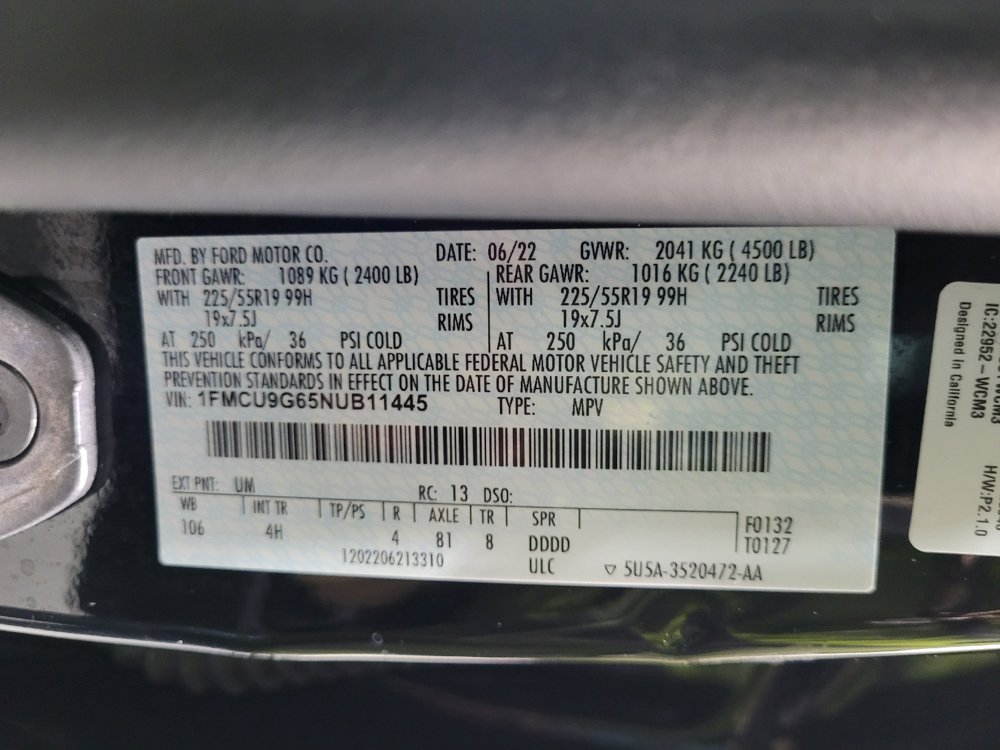 MFD. BY FORD MOTOR CO. DATE: 06/22 GVWR: 2041 KG ( 4500 LB)
FRONT GAWR: 1089 KG ( 2400 LB) REAR GAWR: 1016 KG ( 2240 LB)
WITH 225/55R19 99H TIRES WITH 225/55R19 99H TIRES
19x7.5J RIMS 19x7.5J RIMS
AT 250 kPa/ 36 PSI COLD AT 250 kPa/ 36 PSI COLD
THIS VEHICLE CONFORMS TO ALL APPLICABLE FEDERAL MOTOR VEHICLE SAFETY AND THEFT
PREVENTION STANDARDS IN EFFECT ON THE DATE OF MANUFACTURE SHOWN ABOVE.
VIN: 1FMCU9G65NUB11445 TYPE: MPV
EXT PNT: UM RC: 13 DSO:
WB INT TR TP/PS R AXLE TR SPR F0132
106 4H 4 81 8 DDDD T0127
1202206213310 ULC ▽ 5U5A-3520472-AA
IC:22952-WCM3 H/W:P2.1.0
Designed in California